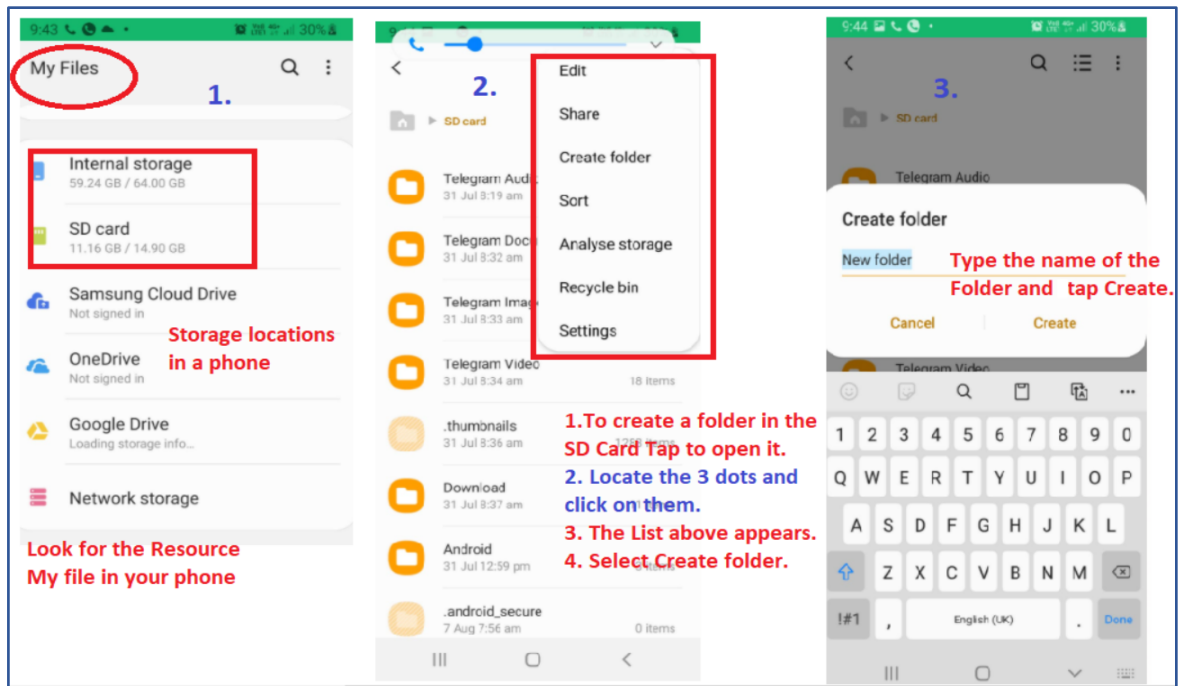 9:43
30%
My Files
1.
Internal storage
59.24 GB / 64.00 GB
SD card
11.16 GB / 14.90 GB
Samsung Cloud Drive
Not signed in
OneDrive
Not signed in
Storage locations
in a phone
Google Drive
Loading storage info...
Network storage
Look for the Resource
My file in your phone
2.
SD card
Edit
Share
Create folder
Sort
Analyse storage
Recycle bin
Settings
Telegram Audi
31 Jul 8:19 am
Telegram Docu
31 Jul 8:32 am
Telegram Imag
31 Jul 8:33 am
Telegram Video
31 Jul 8:34 am
18 items
.thumbnails
31 Jul 8:36 am
Download
31 Jul 8:37 am
Android
31 Jul 12:59 pm
.android_secure
7 Aug 7:56 am
0 items
1.To create a folder in the
SD Card Tap to open it.
2. Locate the 3 dots and
click on them.
3. The List above appears.
4. Select Create folder.
9:44
30%
3.
SD card
Telegram Audio
Create folder
New folder
Type the name of the
Folder and tap Create.
Cancel
Create
Telegram Video
1 2 3 4 5 6 7 8 9 0
Q W E R T Y U I O P
A S D F G H J K L
Z X C V B N M
!#1 , English (UK) . Done